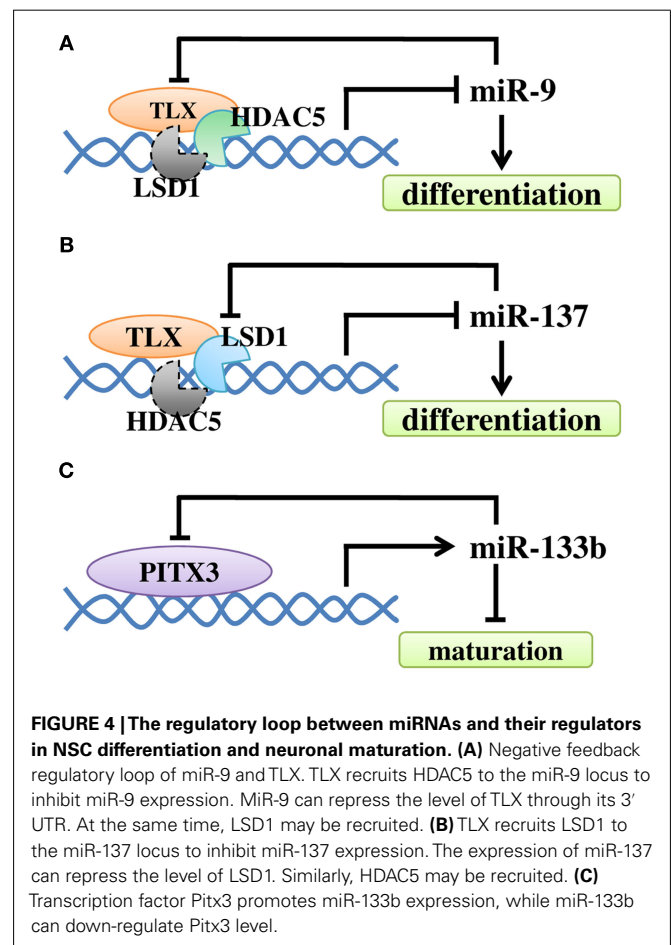 A
TLX
HDAC5
LSD1
miR-9
differentiation
B
TLX
LSD1
HDAC5
miR-137
differentiation
C
PITX3
miR-133b
maturation
FIGURE 4 | The regulatory loop between miRNAs and their regulators
in NSC differentiation and neuronal maturation. (A) Negative feedback
regulatory loop of miR-9 and TLX. TLX recruits HDAC5 to the miR-9 locus to
inhibit miR-9 expression. MiR-9 can repress the level of TLX through its 3′
UTR. At the same time, LSD1 may be recruited. (B) TLX recruits LSD1 to
the miR-137 locus to inhibit miR-137 expression. The expression of miR-137
can repress the level of LSD1. Similarly, HDAC5 may be recruited. (C)
Transcription factor Pitx3 promotes miR-133b expression, while miR-133b
can down-regulate Pitx3 level.